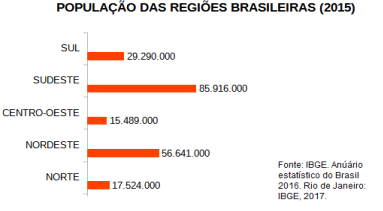 POPULAÇÃO DAS REGIÕES BRASILEIRAS (2015)
SUL
29.290.000
SUDESTE
85.916.000
CENTRO-OESTE
15.489.000
NORDESTE
56.641.000
NORTE
17.524.000
Fonte: IBGE. Anúário
estatístico do Brasil
2016. Rio de Janeiro:
IBGE, 2017.